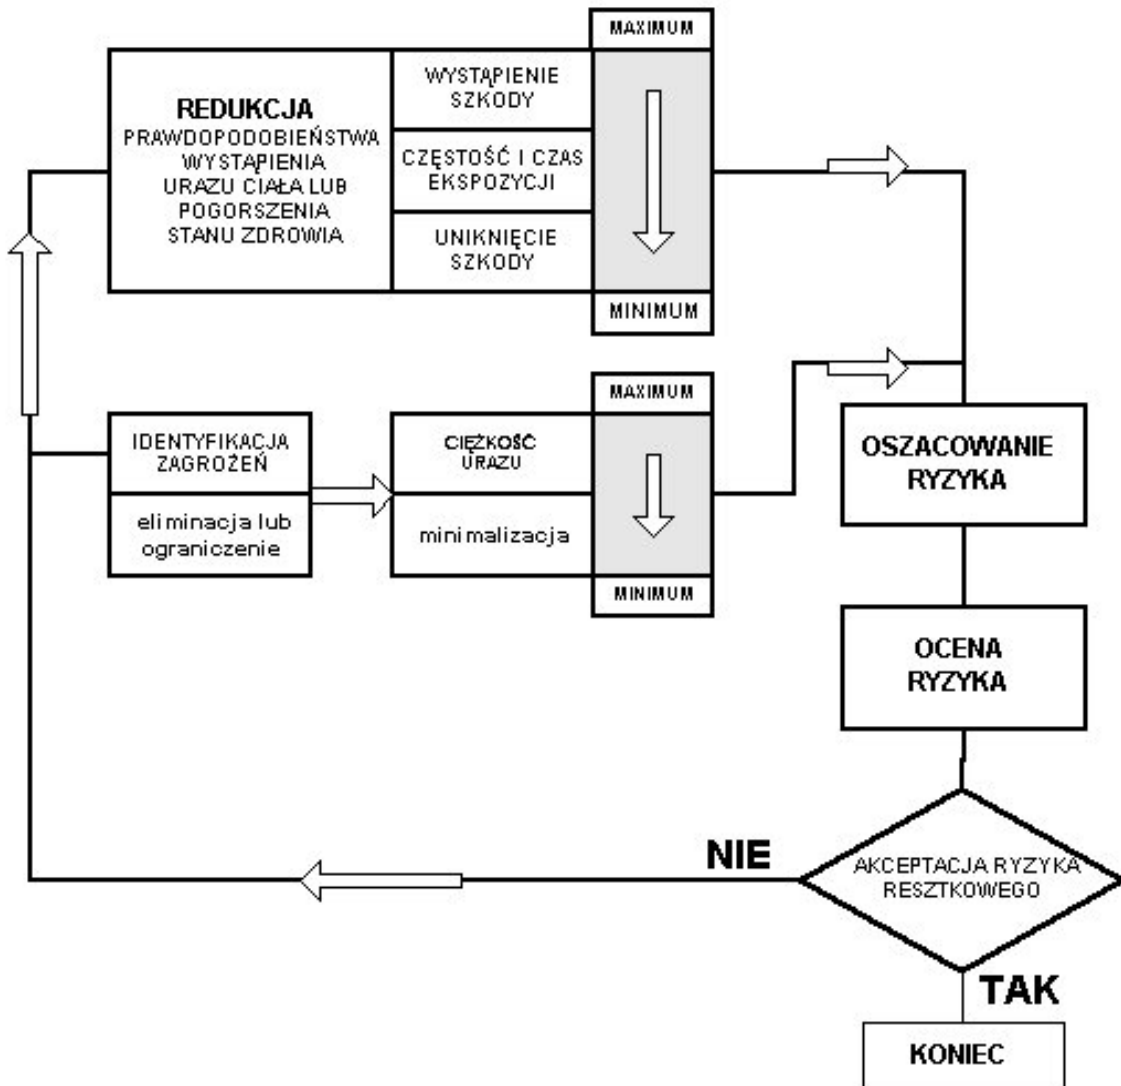 MAXIMUM
REDUKCJA
PRAWDOPODOBIEŃSTWA
WYSTĄPIENIA
URAZU CIAŁA LUB
POGORSZENIA
STANU ZDROWIA
WYSTĄPIENIE
SZKODY
CZĘSTOŚĆ I CZAS
EKSPOZYCJI
UNIKNIĘCIE
SZKODY
MINIMUM
MAXIMUM
IDENTYFIKACJA
ZAGROŻEŃ
eliminacja lub
ograniczenie
CIĘŻKOŚĆ
URAZU
minimalizacja
MINIMUM
OSZACOWANIE
RYZYKA
OCENA
RYZYKA
NIE
AKCEPTACJA RYZYKA
RESZTKOWEGO
TAK
KONIEC